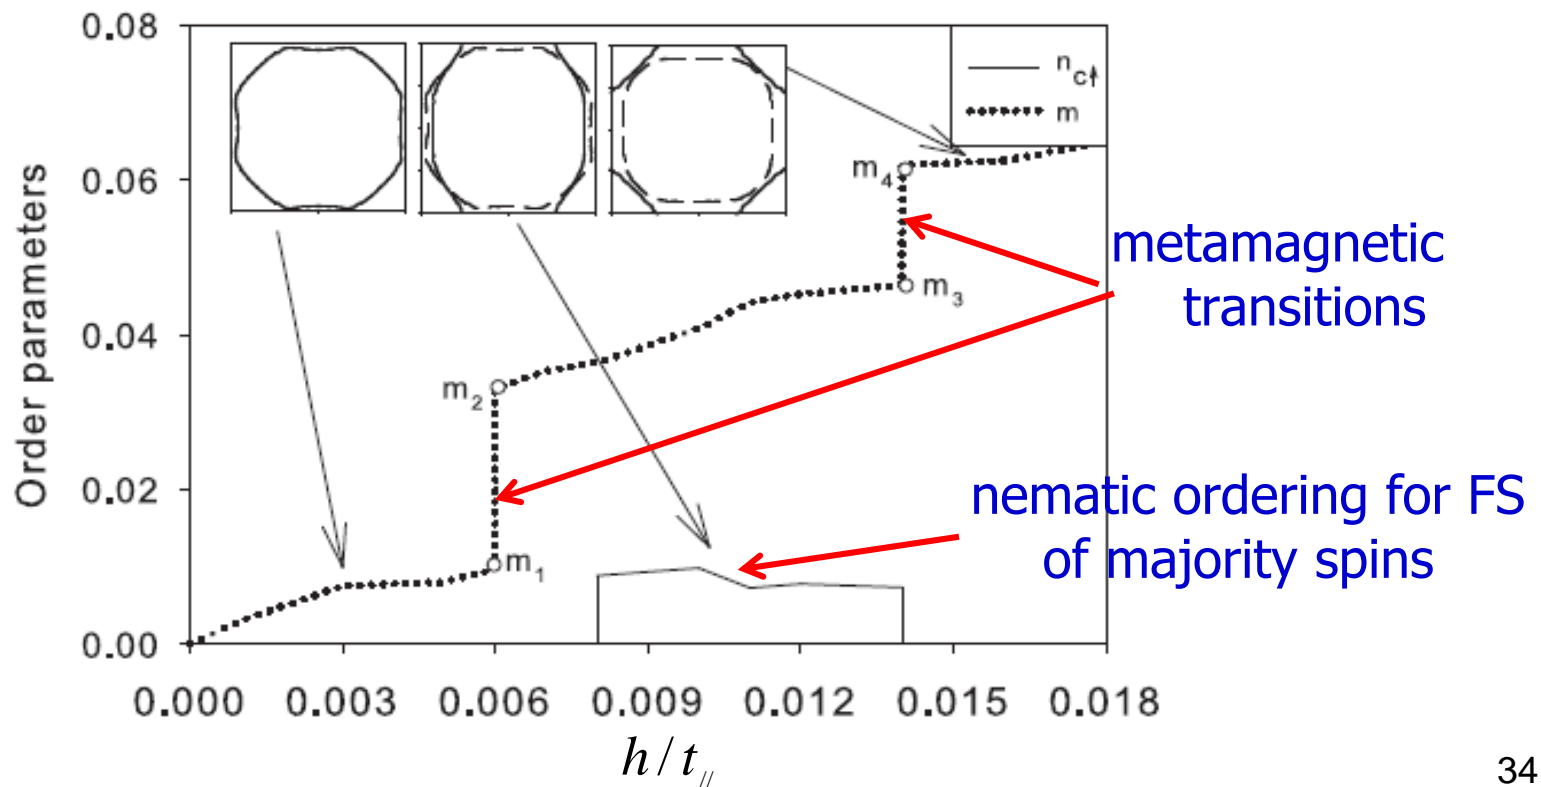 0.08
n c↑
m
0.06
m4
metamagnetic
transitions
m3
Order parameters
0.04
m2
0.02
nematic ordering for FS
of majority spins
m1
0.00
0.000 0.003 0.006 0.009 0.012 0.015 0.018
h / t //
34